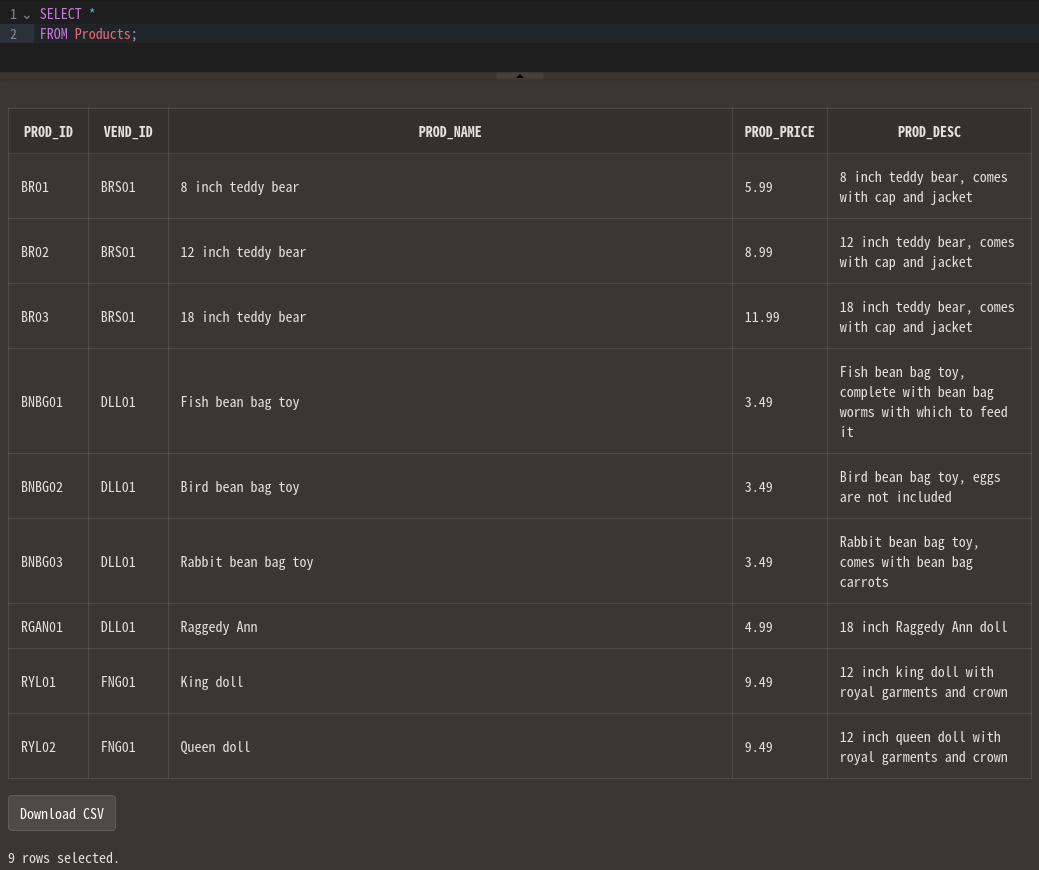 1 SELECT *
2 FROM Products;
PROD_ID VEND_ID PROD_NAME PROD_PRICE PROD_DESC
BR01 BRS01 8 inch teddy bear 5.99 8 inch teddy bear, comes
with cap and jacket
BR02 BRS01 12 inch teddy bear 8.99 12 inch teddy bear, comes
with cap and jacket
BR03 BRS01 18 inch teddy bear 11.99 18 inch teddy bear, comes
with cap and jacket
BNBG01 DLL01 Fish bean bag toy 3.49 Fish bean bag toy,
complete with bean bag
worms with which to feed
it
BNBG02 DLL01 Bird bean bag toy 3.49 Bird bean bag toy, eggs
are not included
BNBG03 DLL01 Rabbit bean bag toy 3.49 Rabbit bean bag toy,
comes with bean bag
carrots
RGAN01 DLL01 Raggedy Ann 4.99 18 inch Raggedy Ann doll
RYL01 FNG01 King doll 9.49 12 inch king doll with
royal garments and crown
RYL02 FNG01 Queen doll 9.49 12 inch queen doll with
royal garments and crown
Download CSV
9 rows selected.